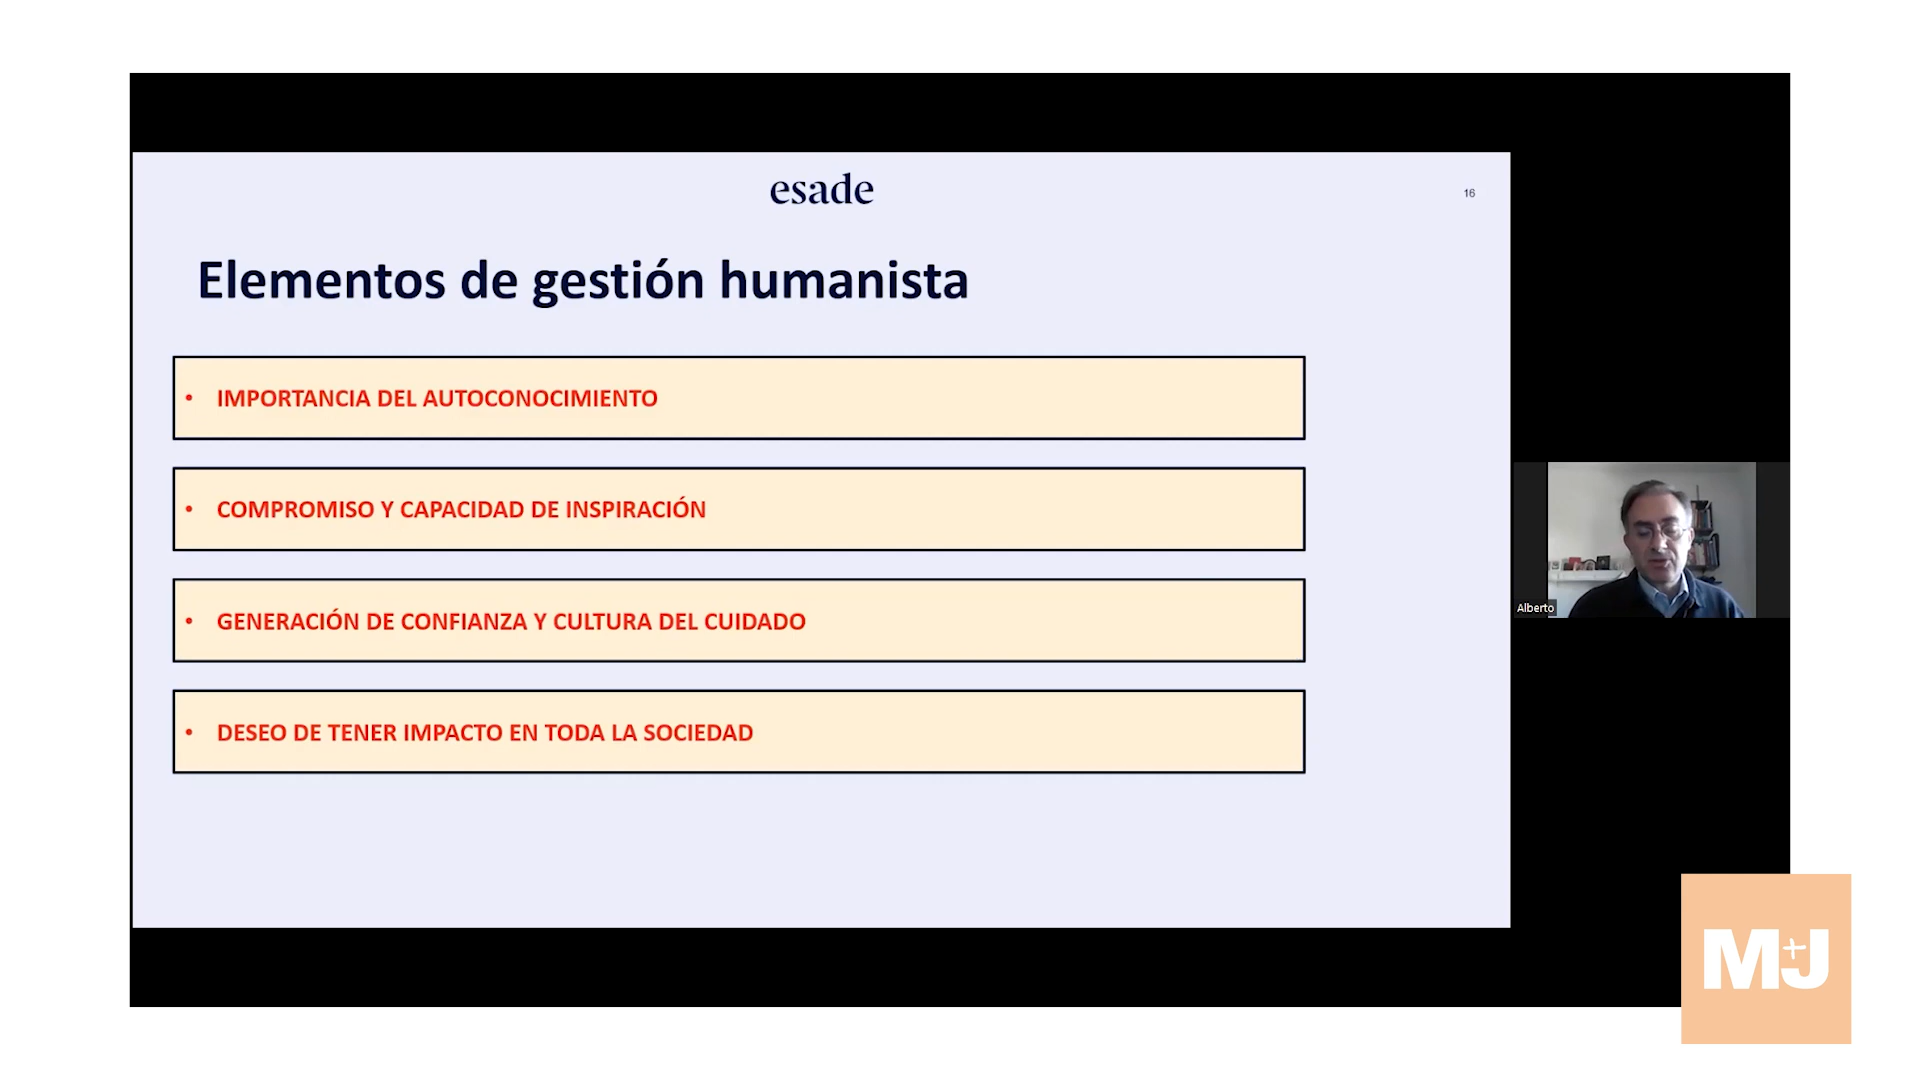 esade
16
Elementos de gestión humanista
• IMPORTANCIA DEL AUTOCONOCIMIENTO
• COMPROMISO Y CAPACIDAD DE INSPIRACIÓN
• GENERACIÓN DE CONFIANZA Y CULTURA DEL CUIDADO
• DESEO DE TENER IMPACTO EN TODA LA SOCIEDAD
Alberto
M+J